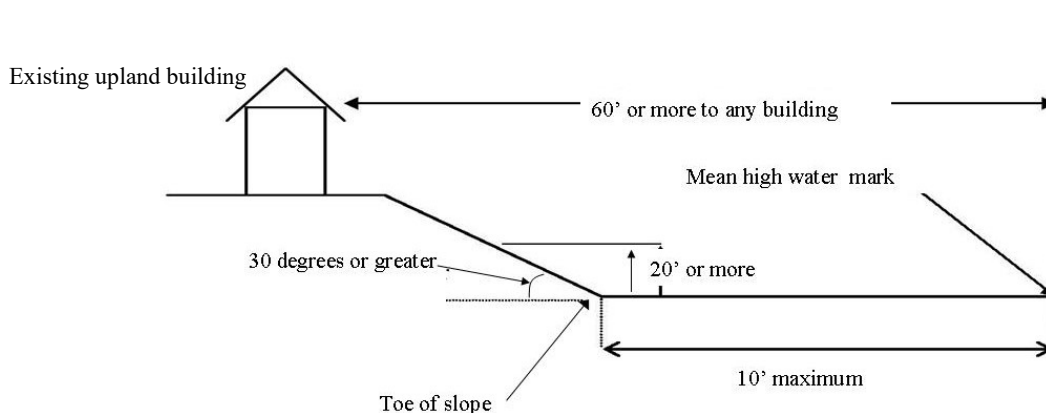 Existing upland building
60’ or more to any building
Mean high water mark
30 degrees or greater
20’ or more
10’ maximum
Toe of slope